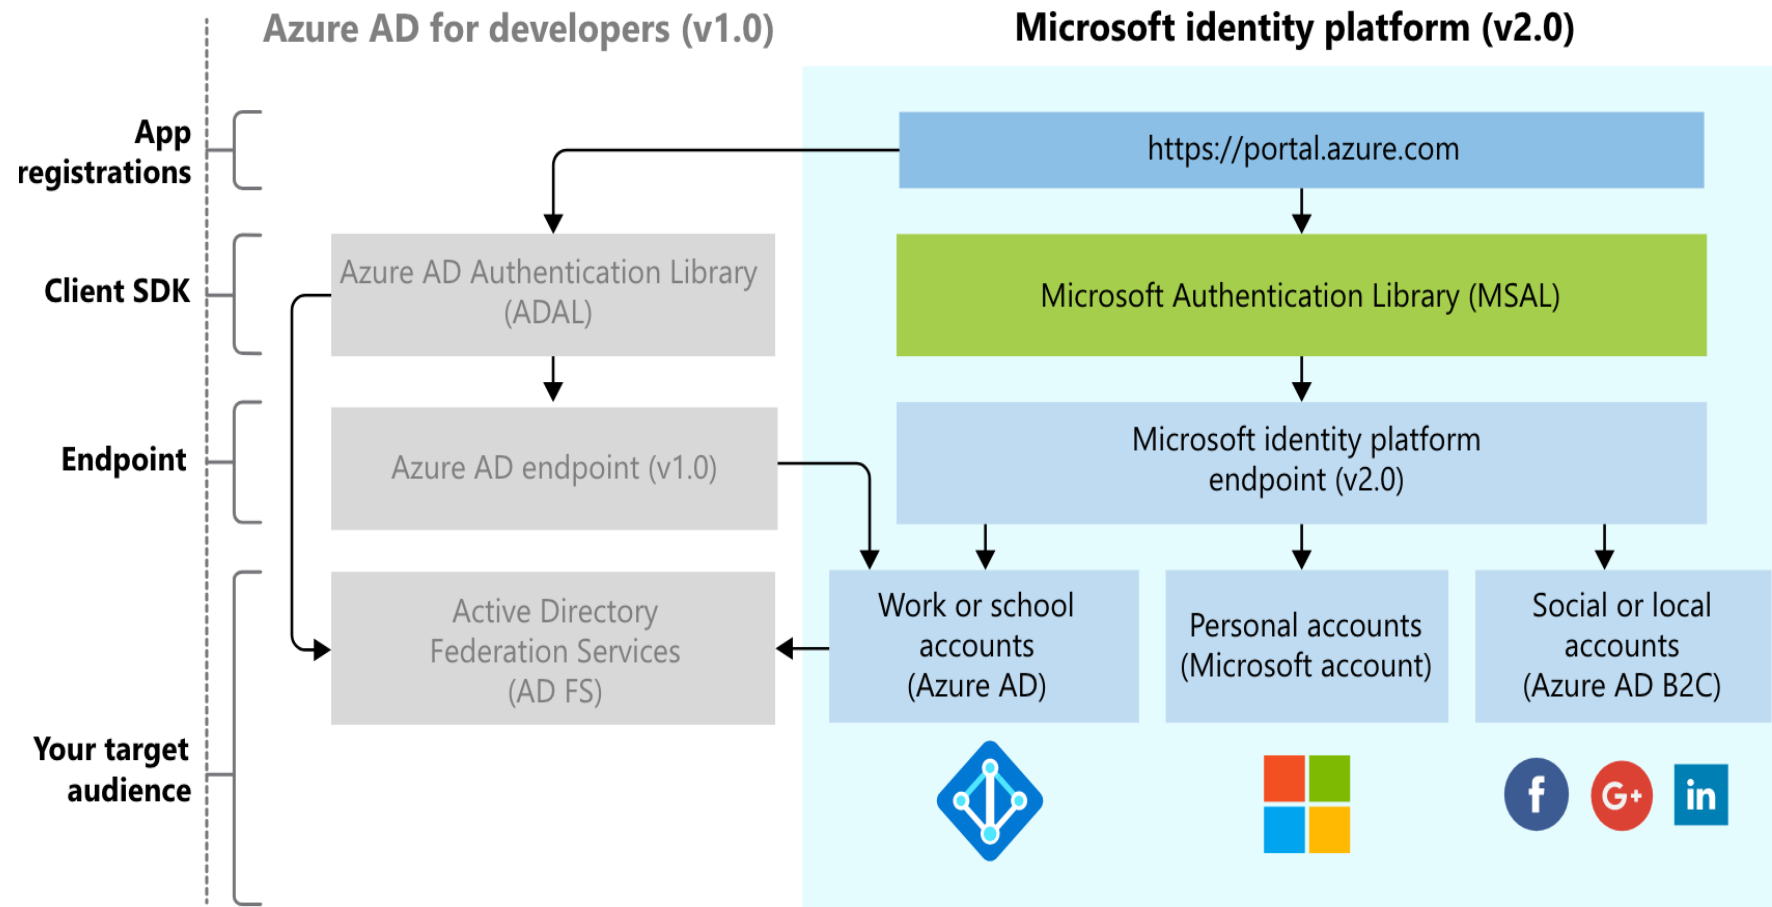 Azure AD for developers (v1.0)
Microsoft identity platform (v2.0)
App
registrations
https://portal.azure.com
Client SDK
Azure AD Authentication Library
(ADAL)
Microsoft Authentication Library (MSAL)
Endpoint
Azure AD endpoint (v1.0)
Microsoft identity platform
endpoint (v2.0)
Your target
audience
Active Directory
Federation Services
(AD FS)
Work or school
accounts
(Azure AD)
Personal accounts
(Microsoft account)
Social or local
accounts
(Azure AD B2C)
f
G+
in